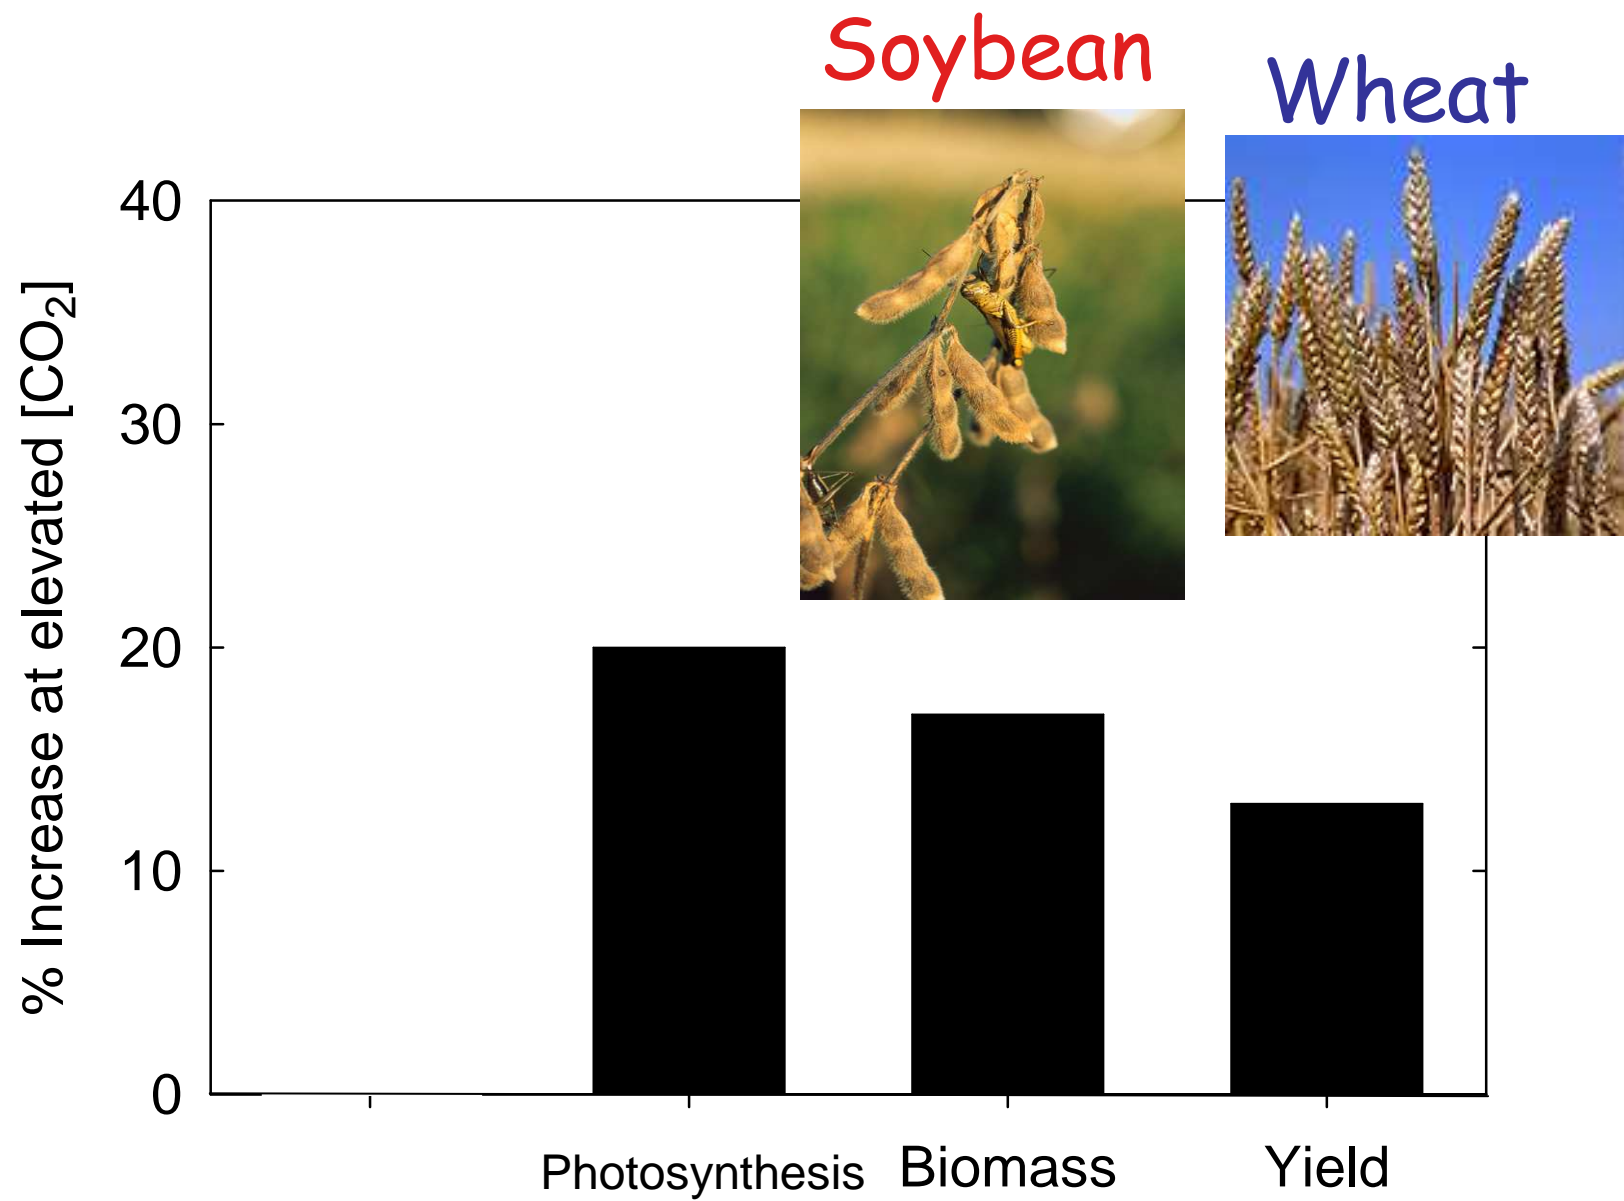 Soybean
Wheat
% Increase at elevated [CO₂]
40
30
20
10
0
Photosynthesis
Biomass
Yield